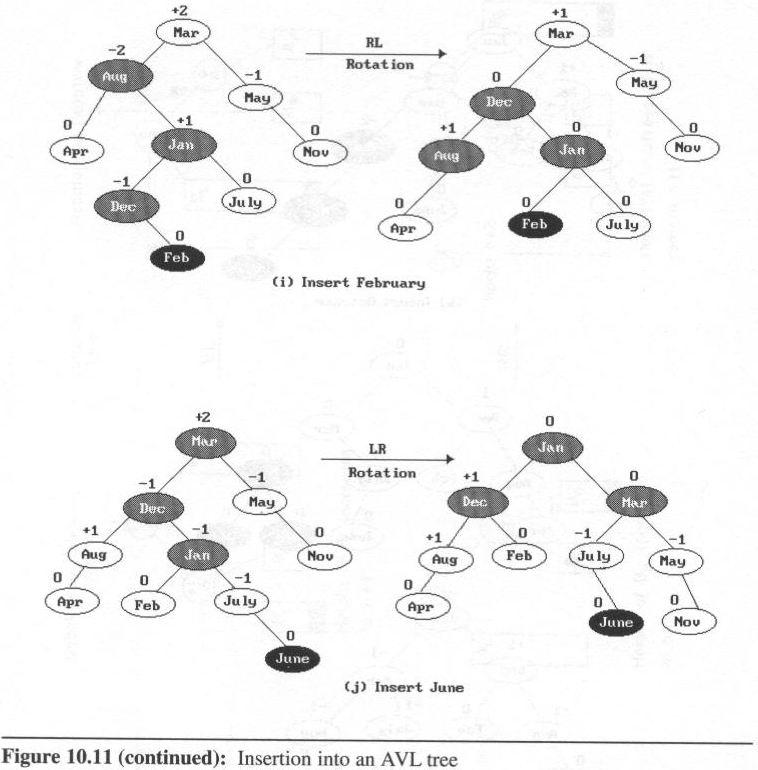 +2
Mar
RL
Rotation
+1
Mar
-2
Aug
-1
May
0
Dec
-1
May
0
Apr
+1
Jan
0
Nov
+1
Aug
0
Jan
0
Nov
-1
Dec
0
July
0
Apr
0
Feb
0
July
0
Feb
(i) Insert February
+2
Mar
LR
Rotation
0
Jan
-1
Dec
-1
May
+1
Dec
0
Mar
+1
Aug
-1
Jan
0
Nov
+1
Aug
0
Feb
-1
July
-1
May
0
Apr
0
Feb
-1
July
0
Apr
0
June
0
Nov
0
June
(j) Insert June
Figure 10.11 (continued): Insertion into an AVL tree